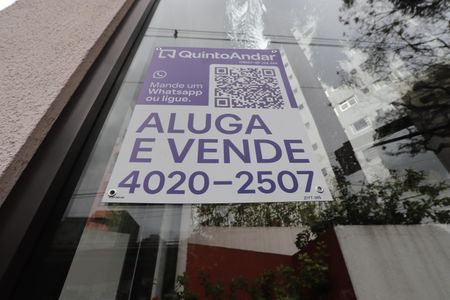 QuintoAndar
Mande um
Whatsapp
ou ligue.
ALUGA
E VENDE
4020-2507